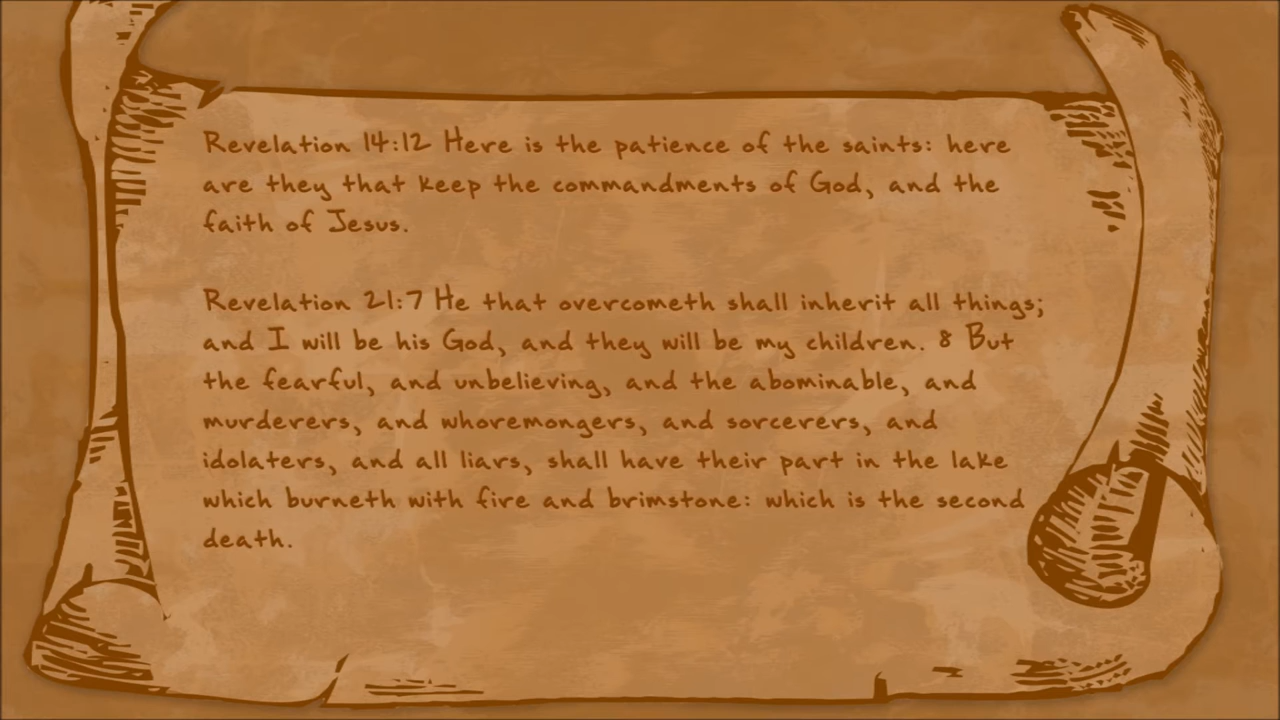 Revelation 14:12 Here is the patience of the saints: here
are they that keep the commandments of God, and the
faith of Jesus.
Revelation 21:7 He that overcometh shall inherit all things;
and I will be his God, and they will be my children. 8 But
the fearful, and unbelieving, and the abominable, and
murderers, and whoremongers, and sorcerers, and
idolaters, and all liars, shall have their part in the lake
which burneth with fire and brimstone: which is the second
death.